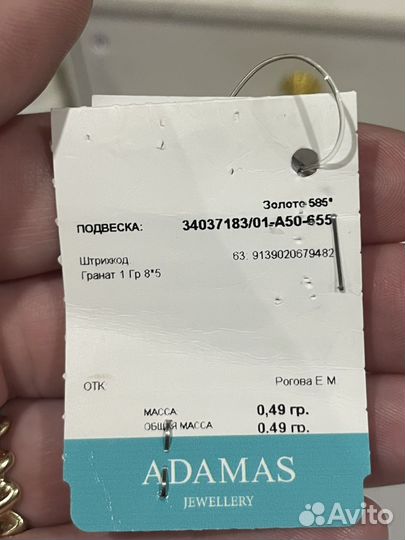 Золото 585*
ПОДВЕСКА: 34037183/01-А50-655
Штрихкод 63. 9139020679482
Гранат 1 Гр 8*5
ОТК Рогова Е М
МАССА 0,49 гр.
ОБЩАЯ МАССА 0.49 гр.
ADAMAS
JEWELLERY
Avito